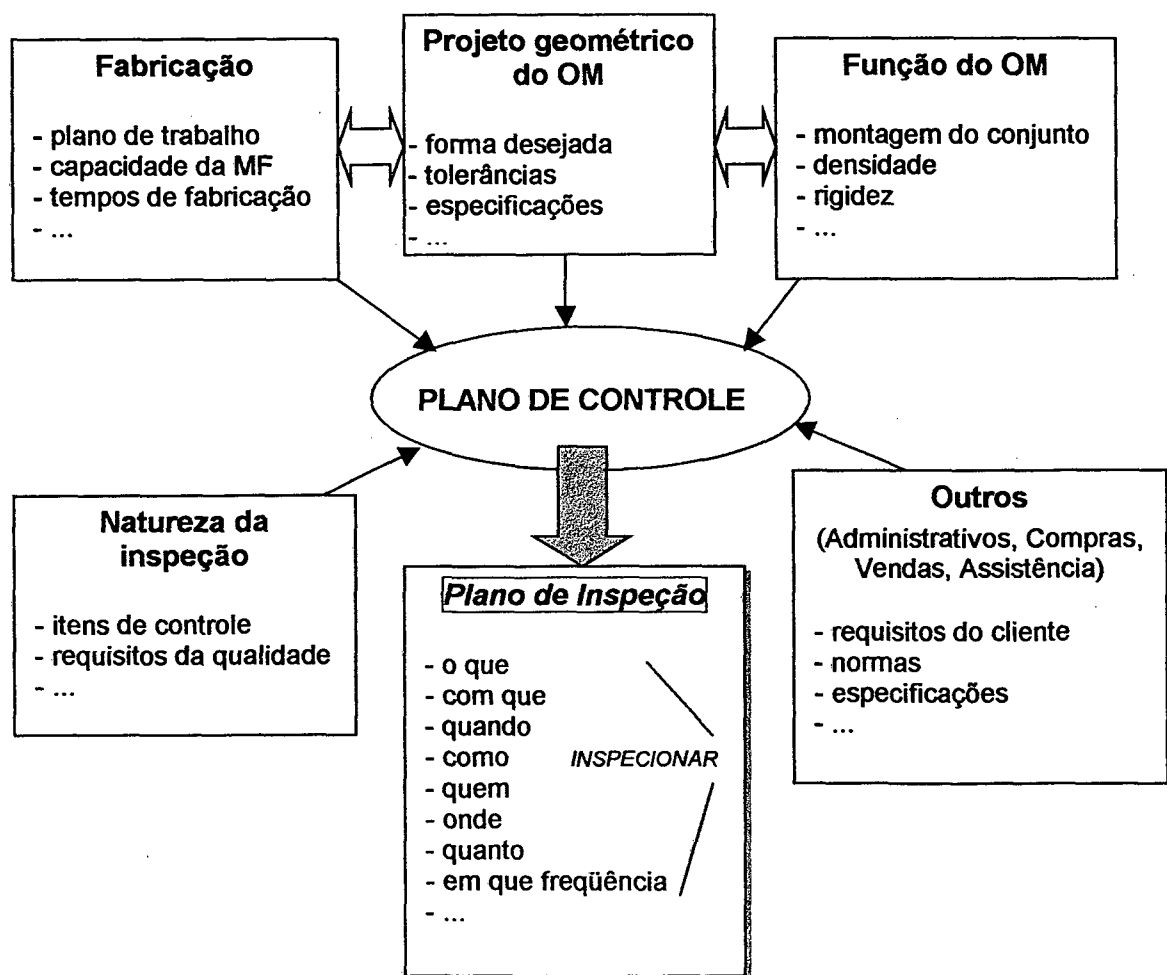 Fabricação
- plano de trabalho
- capacidade da MF
- tempos de fabricação
- ...
Projeto geométrico
do OM
- forma desejada
- tolerâncias
- especificações
- ...
Função do OM
- montagem do conjunto
- densidade
- rigidez
- ...
PLANO DE CONTROLE
Natureza da
inspeção
- itens de controle
- requisitos da qualidade
- ...
Plano de Inspeção
- o que
- com que
- quando
- como INSPECIONAR
- quem
- onde
- quanto
- em que freqüência
- ...
Outros
(Administrativos, Compras,
Vendas, Assistência)
- requisitos do cliente
- normas
- especificações
- ...